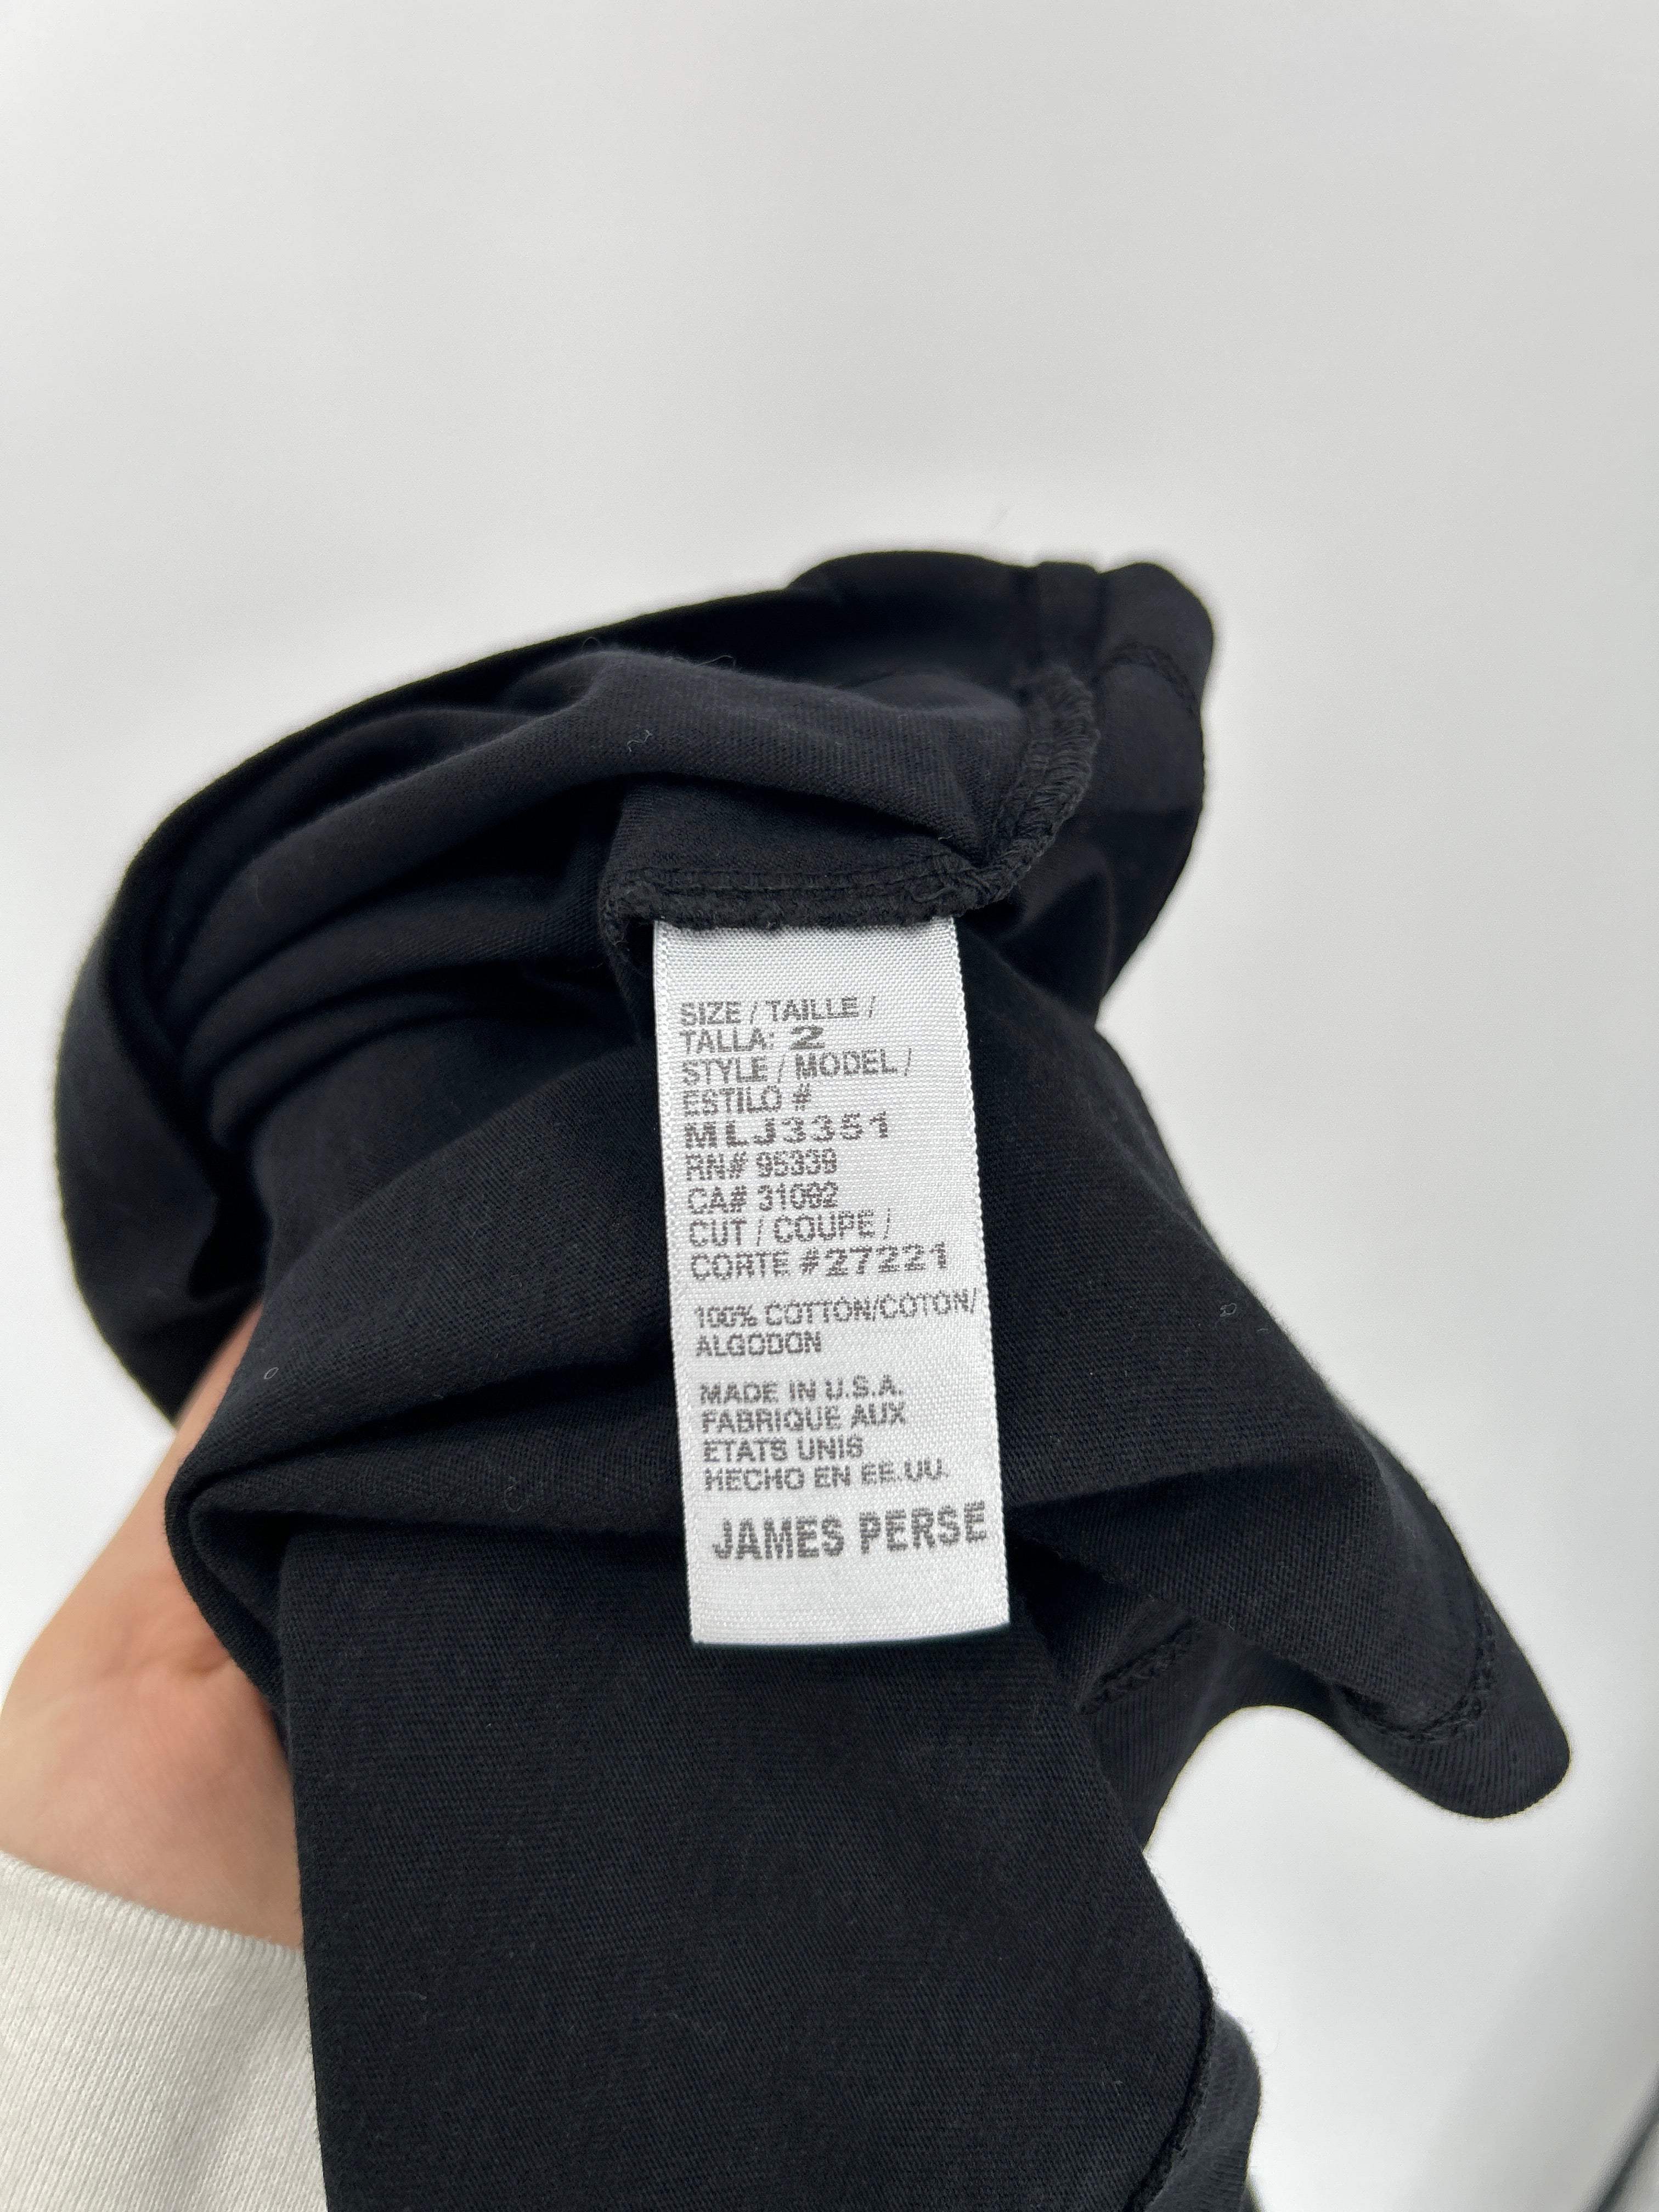 SIZE / TAILLE /
TALLA: 2
STYLE / MODEL /
ESTILO #
MLJ3351
RN# 95339
CA# 31092
CUT / COUPE /
CORTE #27221
100% COTTON/COTON/
ALGODON
MADE IN U.S.A.
FABRIQUE AUX
ETATS UNIS
HECHO EN EE.UU.
JAMES PERSE